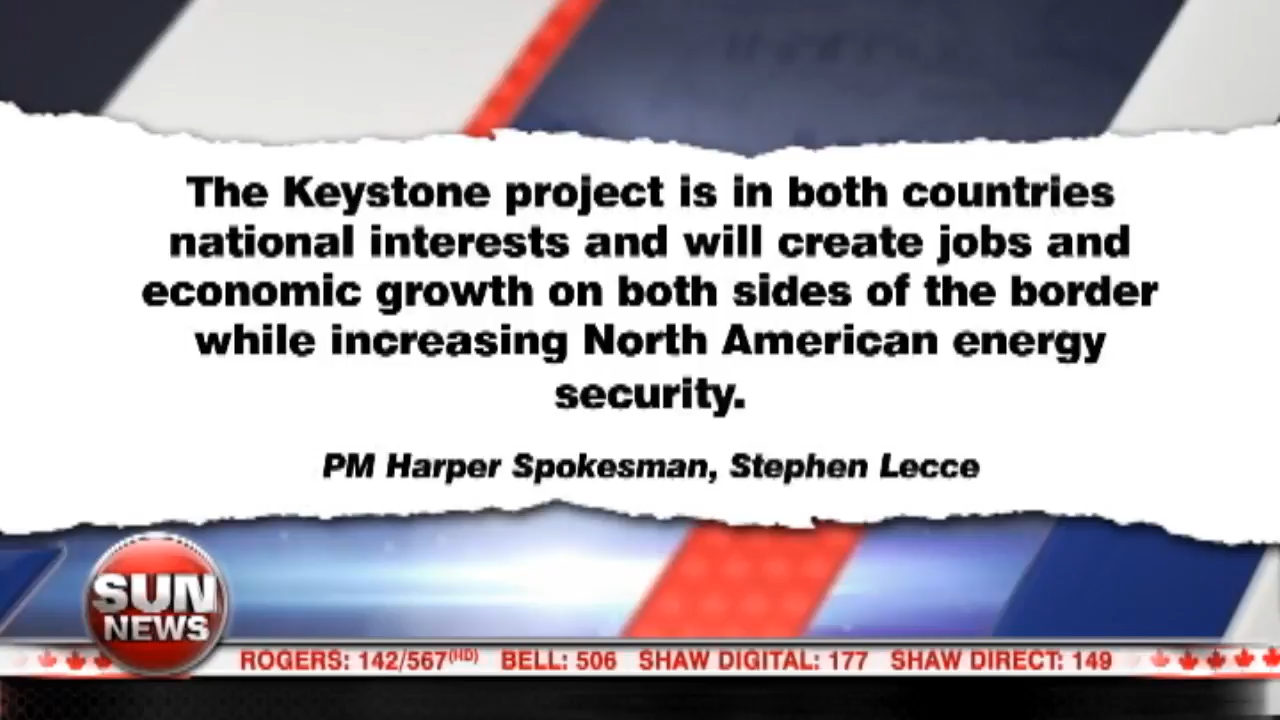 The Keystone project is in both countries
national interests and will create jobs and
economic growth on both sides of the border
while increasing North American energy
security.
PM Harper Spokesman, Stephen Lecce
SUN
NEWS
ROGERS: 142/567(HD) BELL: 506 SHAW DIGITAL: 177 SHAW DIRECT: 149